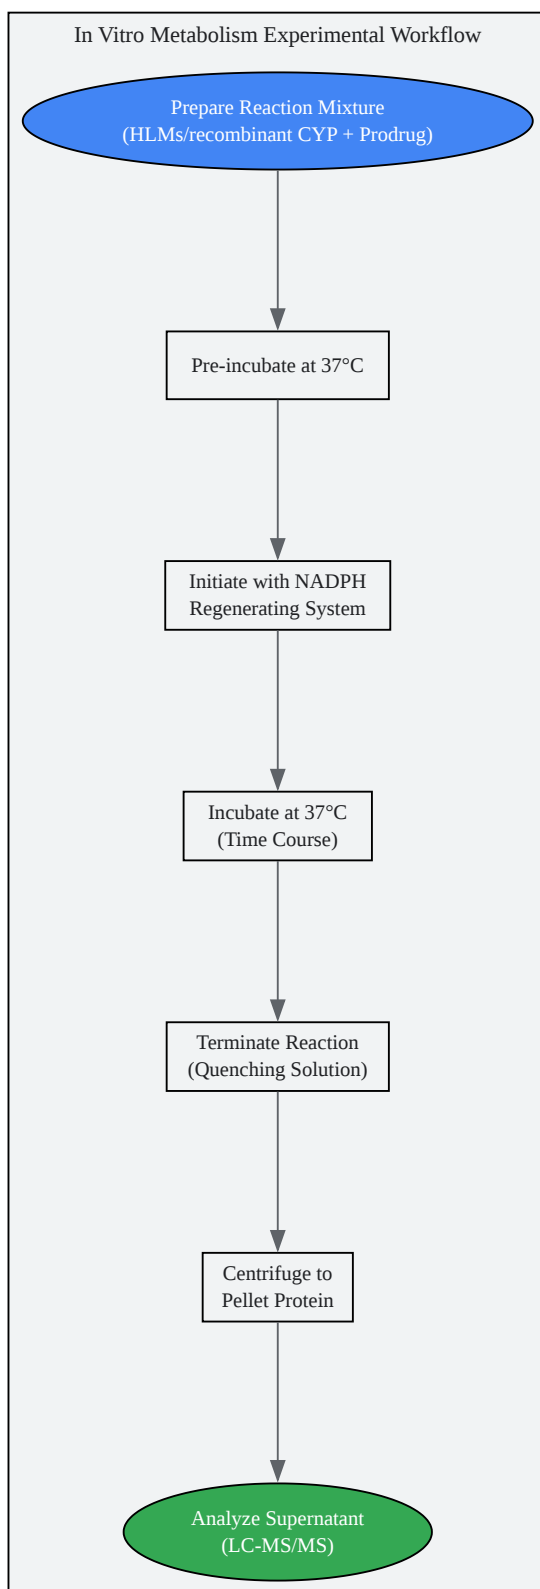 In Vitro Metabolism Experimental Workflow
Prepare Reaction Mixture
(HLMs/recombinant CYP + Prodrug)
Pre-incubate at 37°C
Initiate with NADPH
Regenerating System
Incubate at 37°C
(Time Course)
Terminate Reaction
(Quenching Solution)
Centrifuge to
Pellet Protein
Analyze Supernatant
(LC-MS/MS)